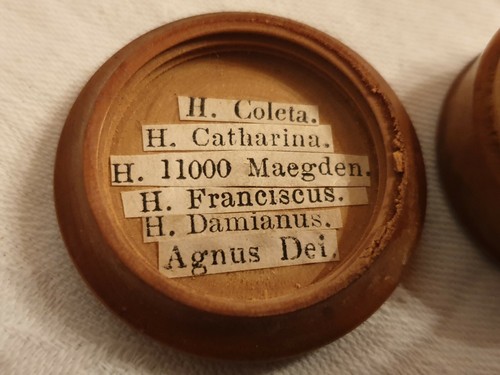 H. Coleta.
H. Catharina.
H. 11000 Maegden.
H. Franciscus.
H. Damianus.
Agnus Dei.